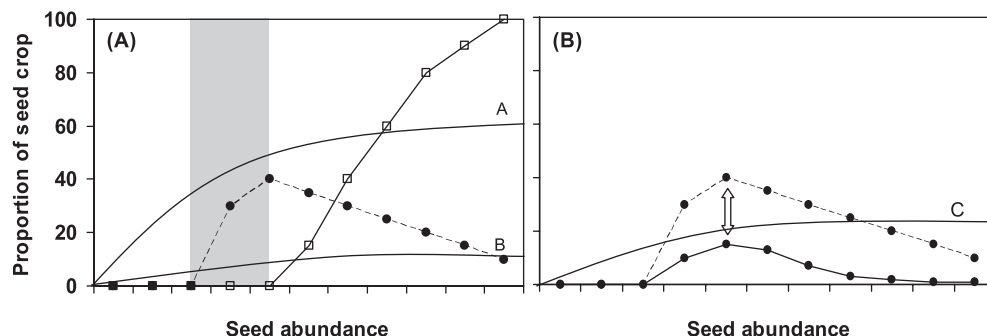 Proportion of seed crop
100
80
60
40
20
0
(A)
A
B
Seed abundance
(B)
C
Seed abundance